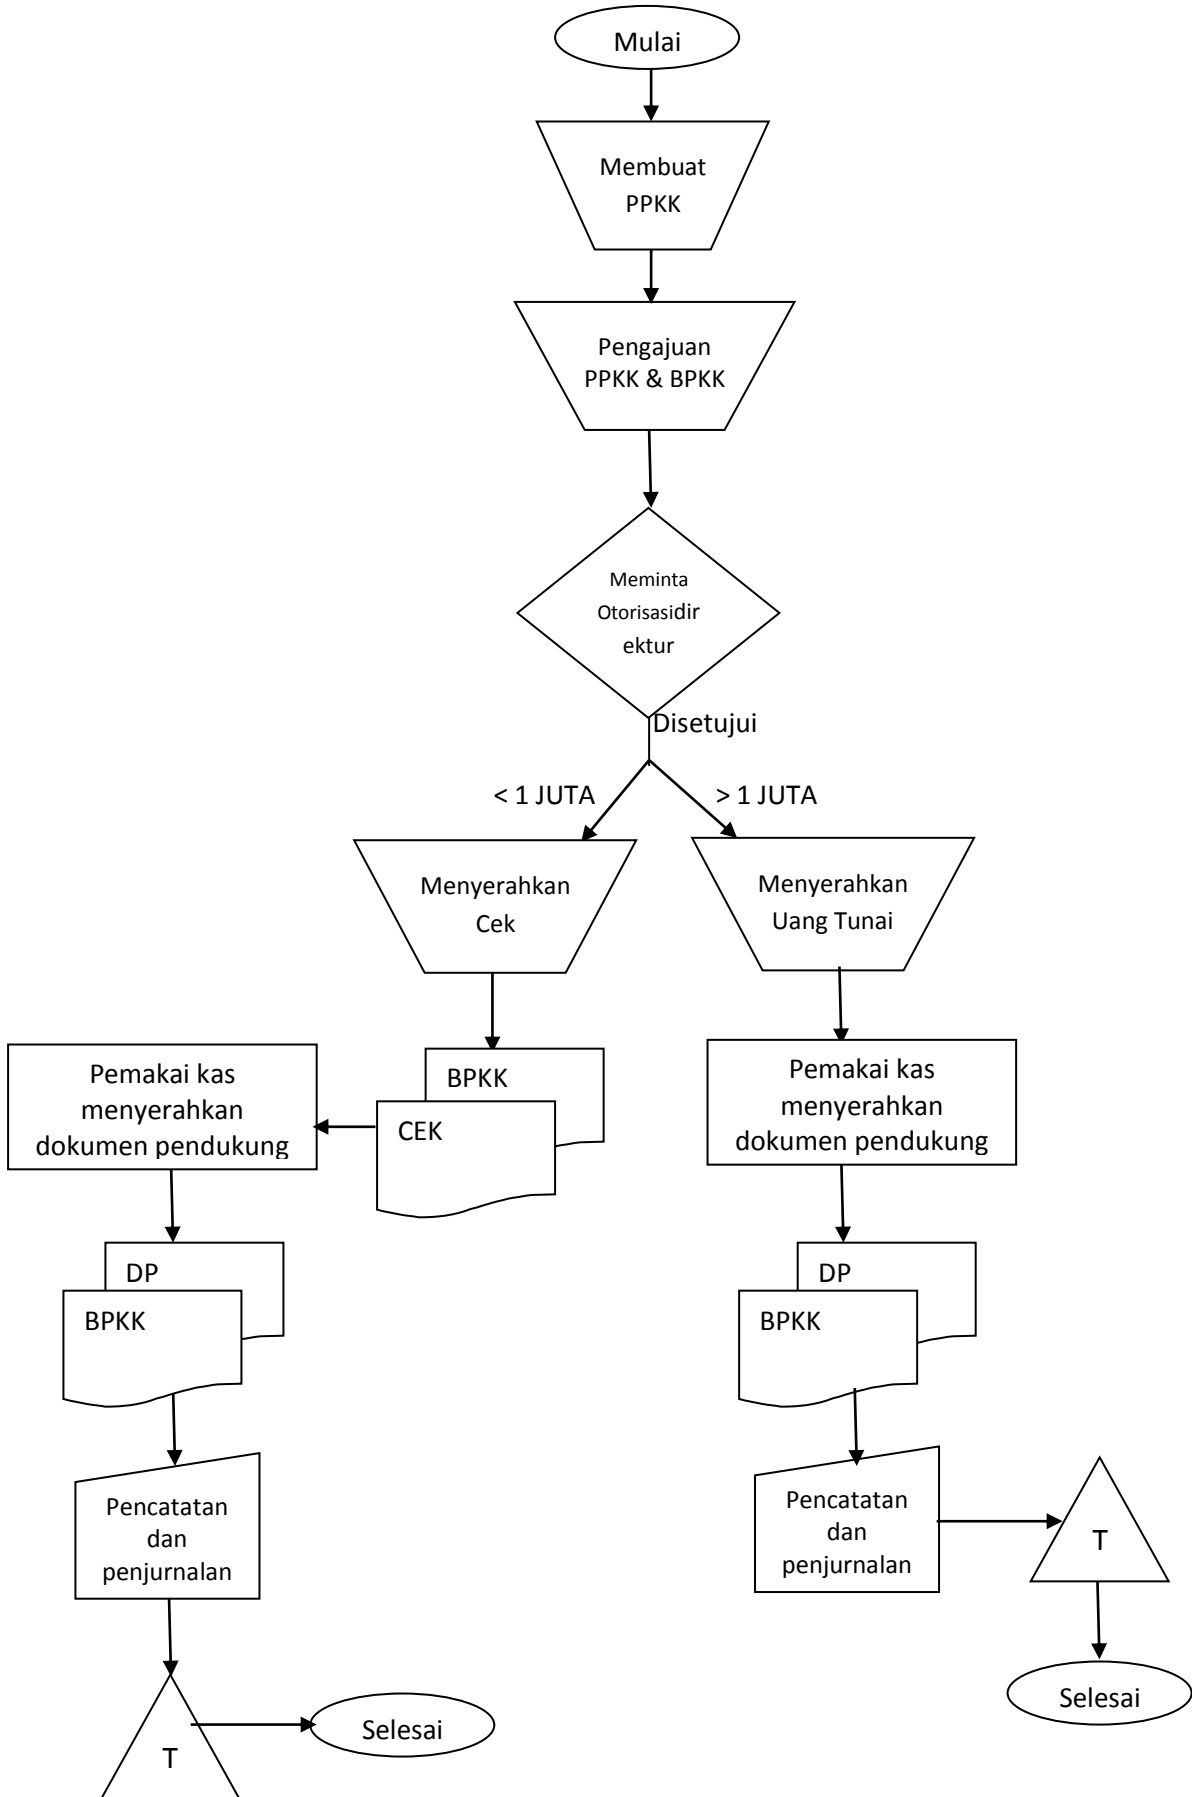 Mulai
Membuat
PPKK
Pengajuan
PPKK & BPKK
Meminta
Otorisasidir
ektur
Disetujui
< 1 JUTA
> 1 JUTA
Menyerahkan
Cek
Menyerahkan
Uang Tunai
BPKK
CEK
Pemakai kas
menyerahkan
dokumen pendukung
Pemakai kas
menyerahkan
dokumen pendukung
DP
BPKK
DP
BPKK
Pencatatan
dan
penjurnalan
Pencatatan
dan
penjurnalan
T
Selesai
T
Selesai